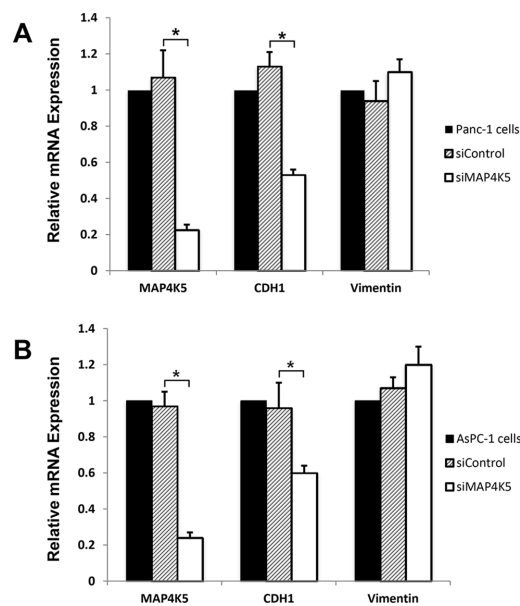 A
Relative mRNA Expression
1.4
1.2
1
0.8
0.6
0.4
0.2
0
*
*
MAP4K5 CDH1 Vimentin
Panc-1 cells
siControl
siMAP4K5
B
Relative mRNA Expression
1.4
1.2
1
0.8
0.6
0.4
0.2
0
*
*
MAP4K5 CDH1 Vimentin
AsPC-1 cells
siControl
siMAP4K5